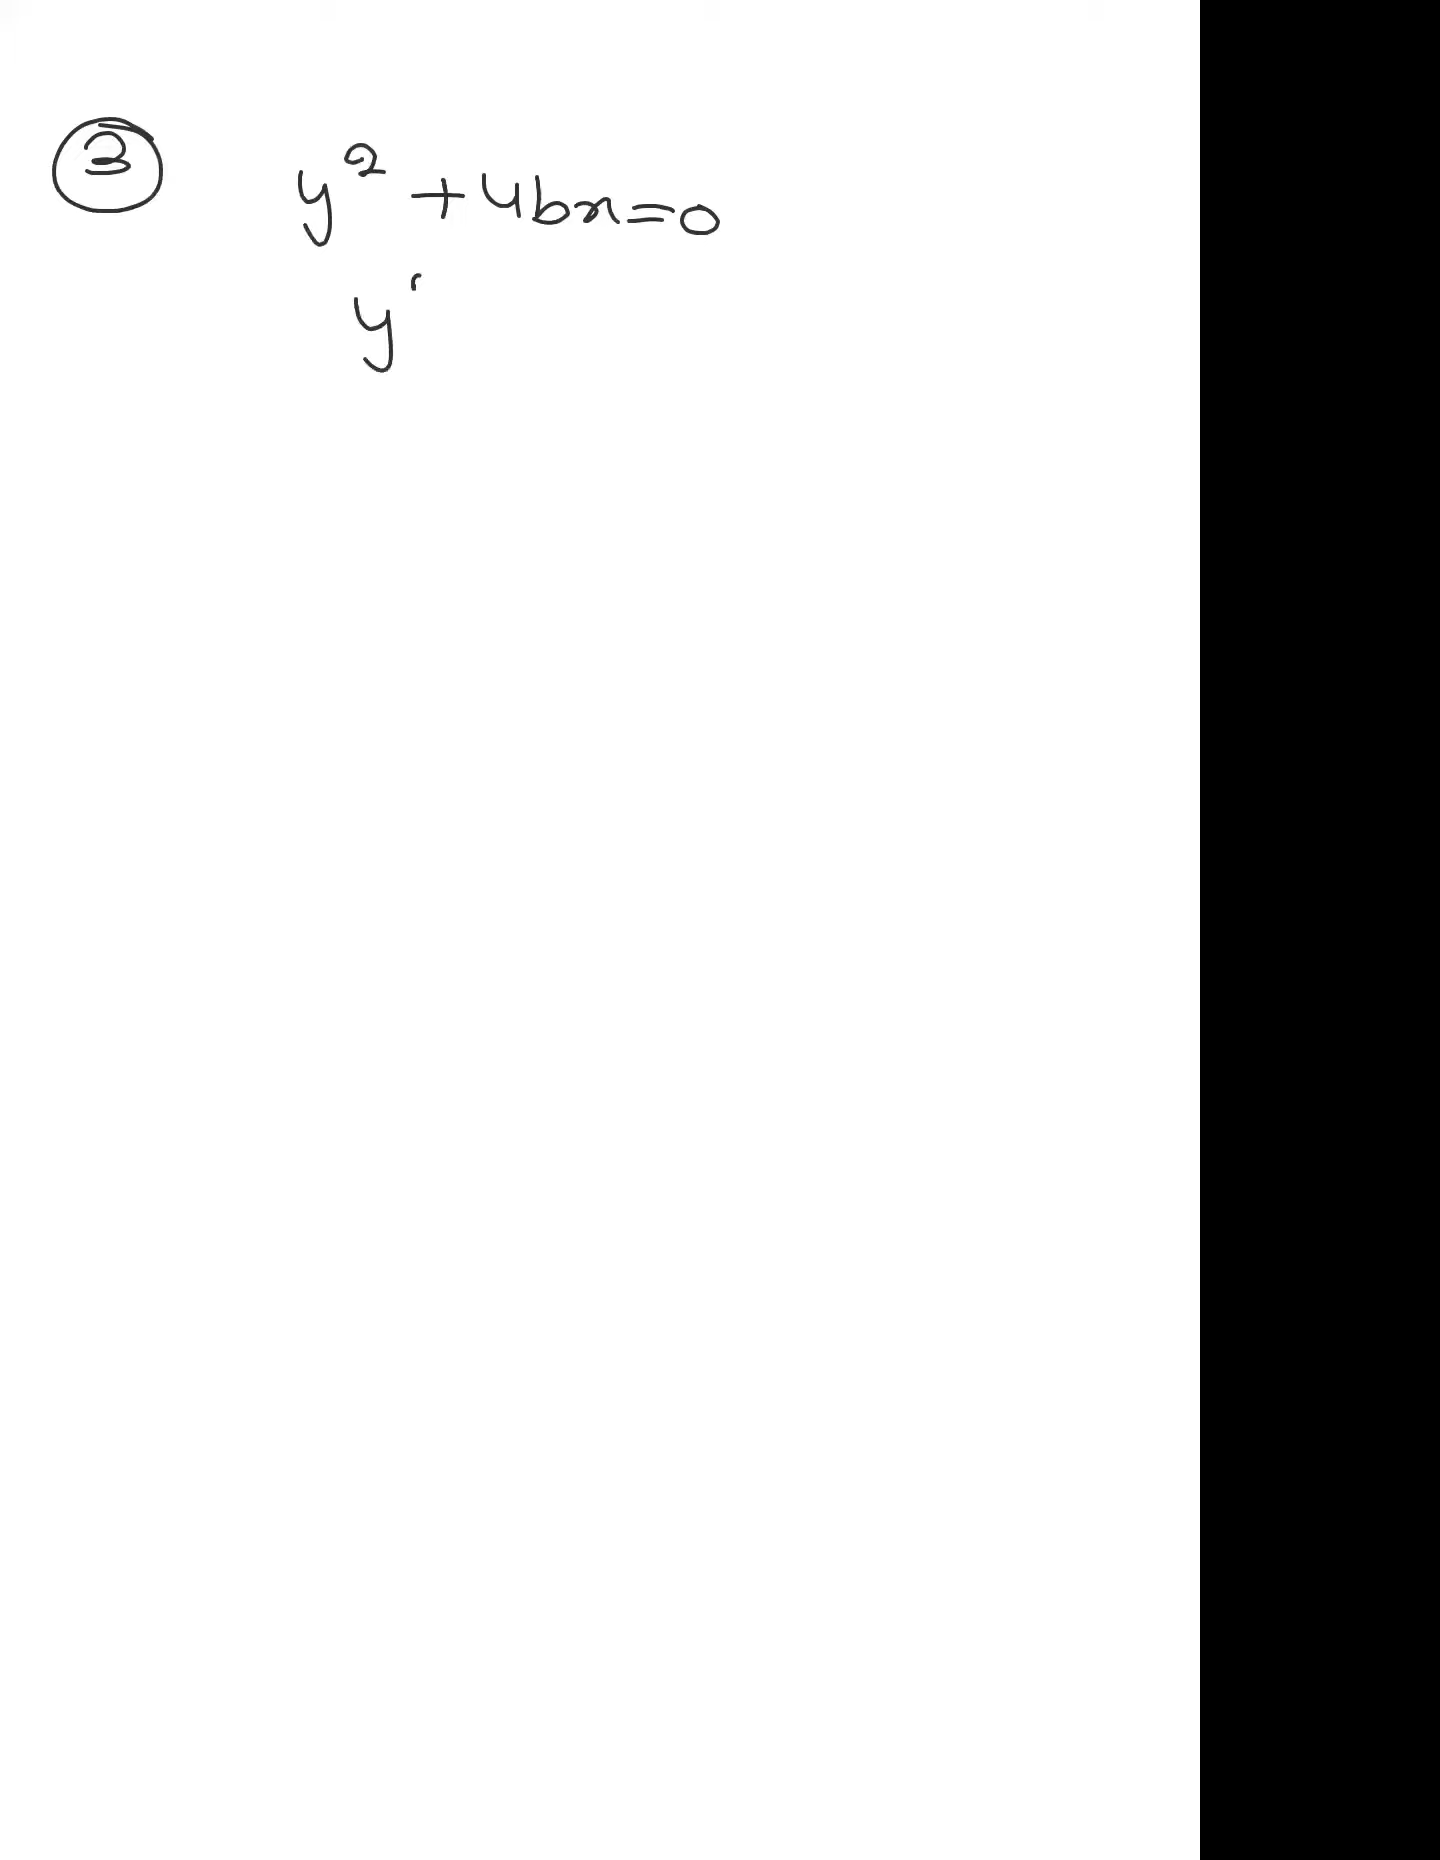 ③ y² + 4bx = 0
y'